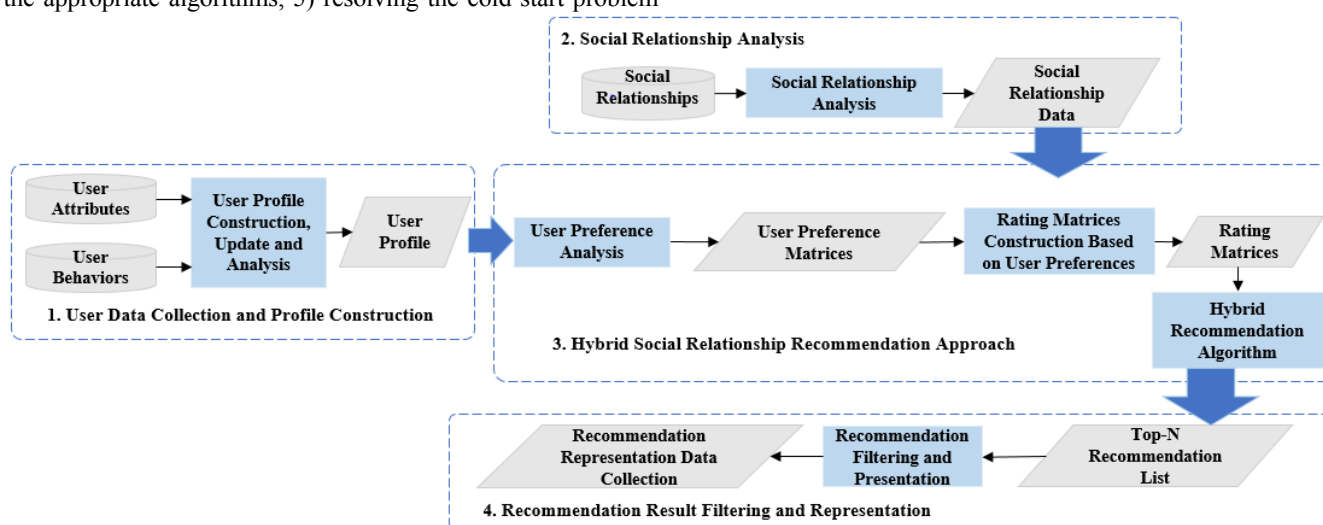 the appropriate algorithms, 5) resolving the cold start problem
2. Social Relationship Analysis
Social
Relationships
Social Relationship
Analysis
Social
Relationship
Data
User
Attributes
User
Behaviors
User Profile
Construction,
Update and
Analysis
User
Profile
1. User Data Collection and Profile Construction
User Preference
Analysis
User Preference
Matrices
Rating Matrices
Construction Based
on User Preferences
Rating
Matrices
Hybrid
Recommendation
Algorithm
3. Hybrid Social Relationship Recommendation Approach
Recommendation
Representation Data
Collection
Recommendation
Filtering and
Presentation
Top-N
Recommendation
List
4. Recommendation Result Filtering and Representation